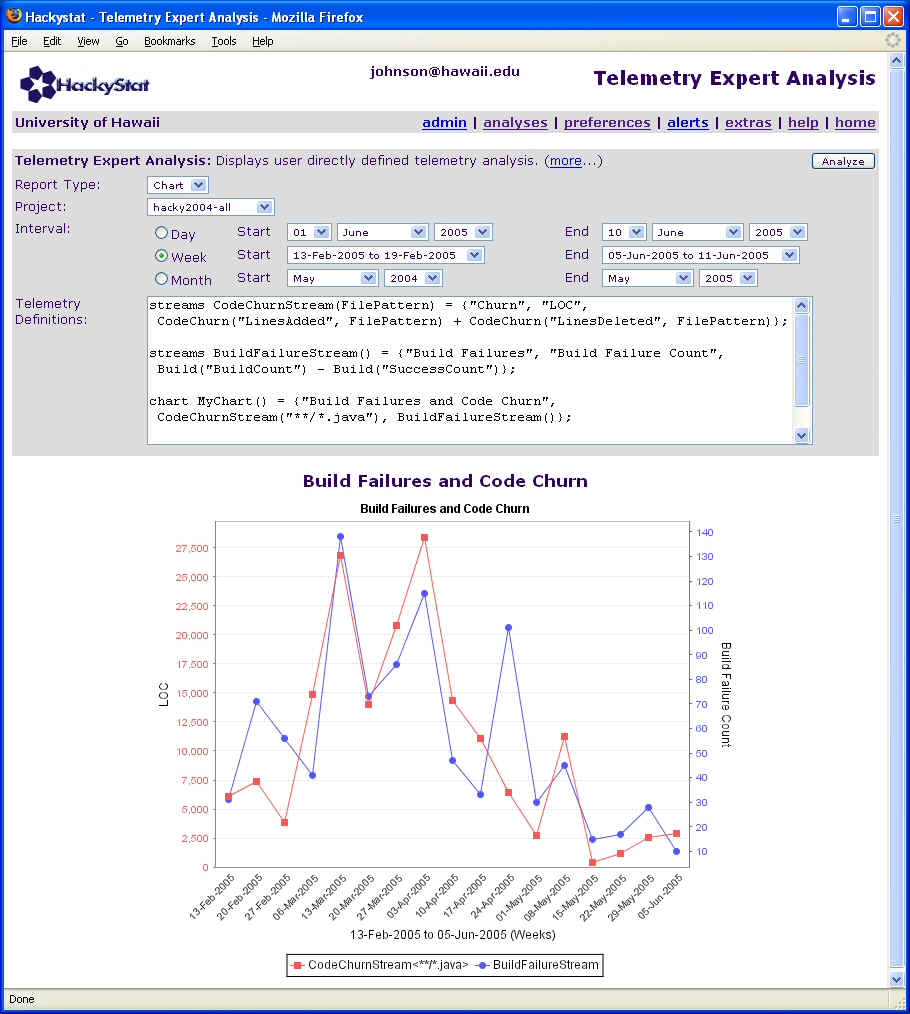 Hackystat - Telemetry Expert Analysis - Mozilla Firefox
File Edit View Go Bookmarks Tools Help
HackyStat
johnson@hawaii.edu
Telemetry Expert Analysis
University of Hawaii
admin | analyses | preferences | alerts | extras | help | home
Telemetry Expert Analysis: Displays user directly defined telemetry analysis. (more...)
Analyze
Report Type: Chart
Project: hacky2004-all
Interval:
Day Start 01 June 2005 End 10 June 2005
Week Start 13-Feb-2005 to 19-Feb-2005 End 05-Jun-2005 to 11-Jun-2005
Month Start May 2004 End May 2005
Telemetry
Definitions:
streams CodeChurnStream(FilePattern) = {"Churn", "LOC",
CodeChurn("LinesAdded", FilePattern) + CodeChurn("LinesDeleted", FilePattern)};
streams BuildFailureStream() = {"Build Failures", "Build Failure Count",
Build("BuildCount") - Build("SuccessCount")};
chart MyChart() = {"Build Failures and Code Churn",
CodeChurnStream("**/*.java"), BuildFailureStream()};
Build Failures and Code Churn
Build Failures and Code Churn
LOC
27,500
25,000
22,500
20,000
17,500
15,000
12,500
10,000
7,500
5,000
2,500
0
140
130
120
110
100
90
80
70
60
50
40
30
20
10
Build Failure Count
13-Feb-2005
20-Feb-2005
27-Feb-2005
06-Mar-2005
13-Mar-2005
20-Mar-2005
27-Mar-2005
03-Apr-2005
10-Apr-2005
17-Apr-2005
24-Apr-2005
01-May-2005
08-May-2005
15-May-2005
22-May-2005
29-May-2005
05-Jun-2005
13-Feb-2005 to 05-Jun-2005 (Weeks)
CodeChurnStream<**/*.java> BuildFailureStream
Done